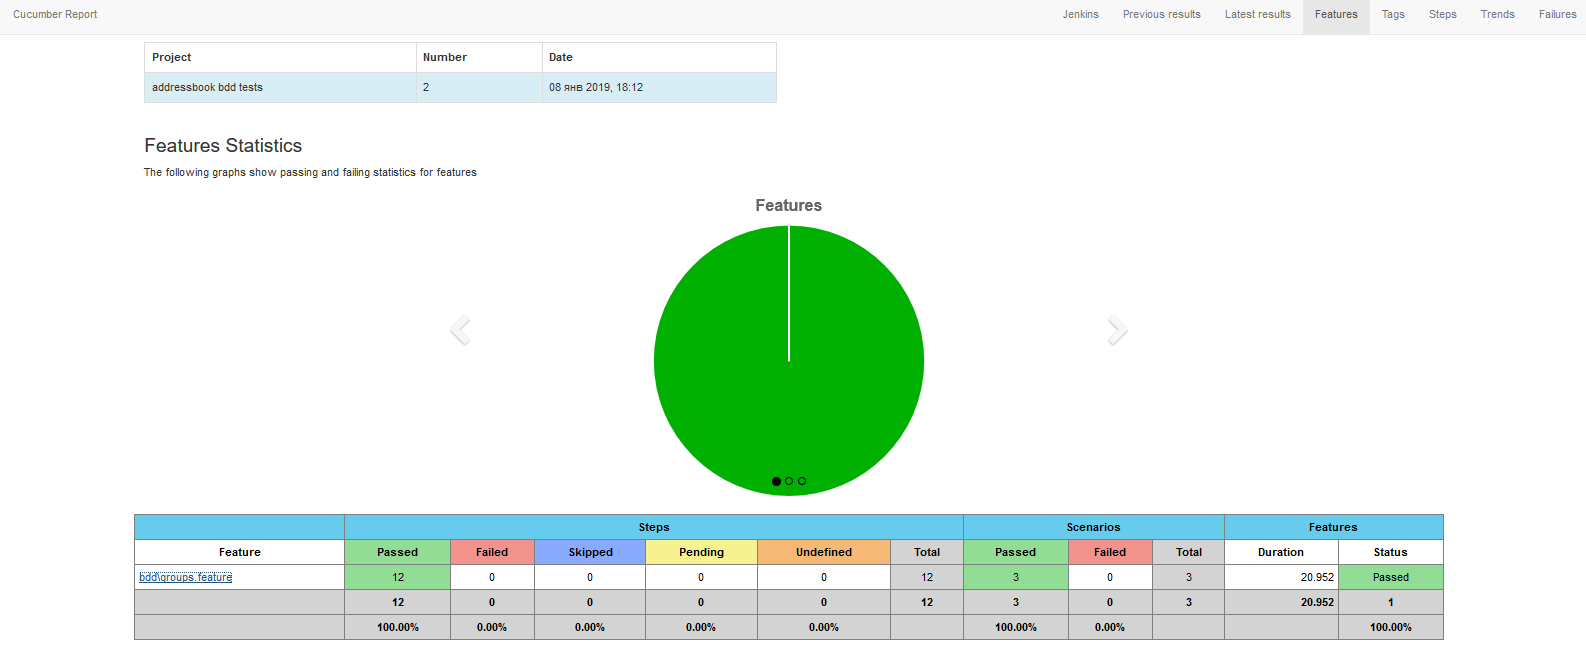 Cucumber Report Jenkins Previous results Latest results Features Tags Steps Trends Failures
Project Number Date
addressbook bdd tests 2 08 янв 2019, 18:12
Features Statistics
The following graphs show passing and failing statistics for features
Features
Steps Scenarios Features
Feature Passed Failed Skipped Pending Undefined Total Passed Failed Total Duration Status
bdd\groups.feature 12 0 0 0 0 12 3 0 3 20.952 Passed
12 0 0 0 0 12 3 0 3 20.952 1
100.00% 0.00% 0.00% 0.00% 0.00% 100.00% 0.00% 100.00%